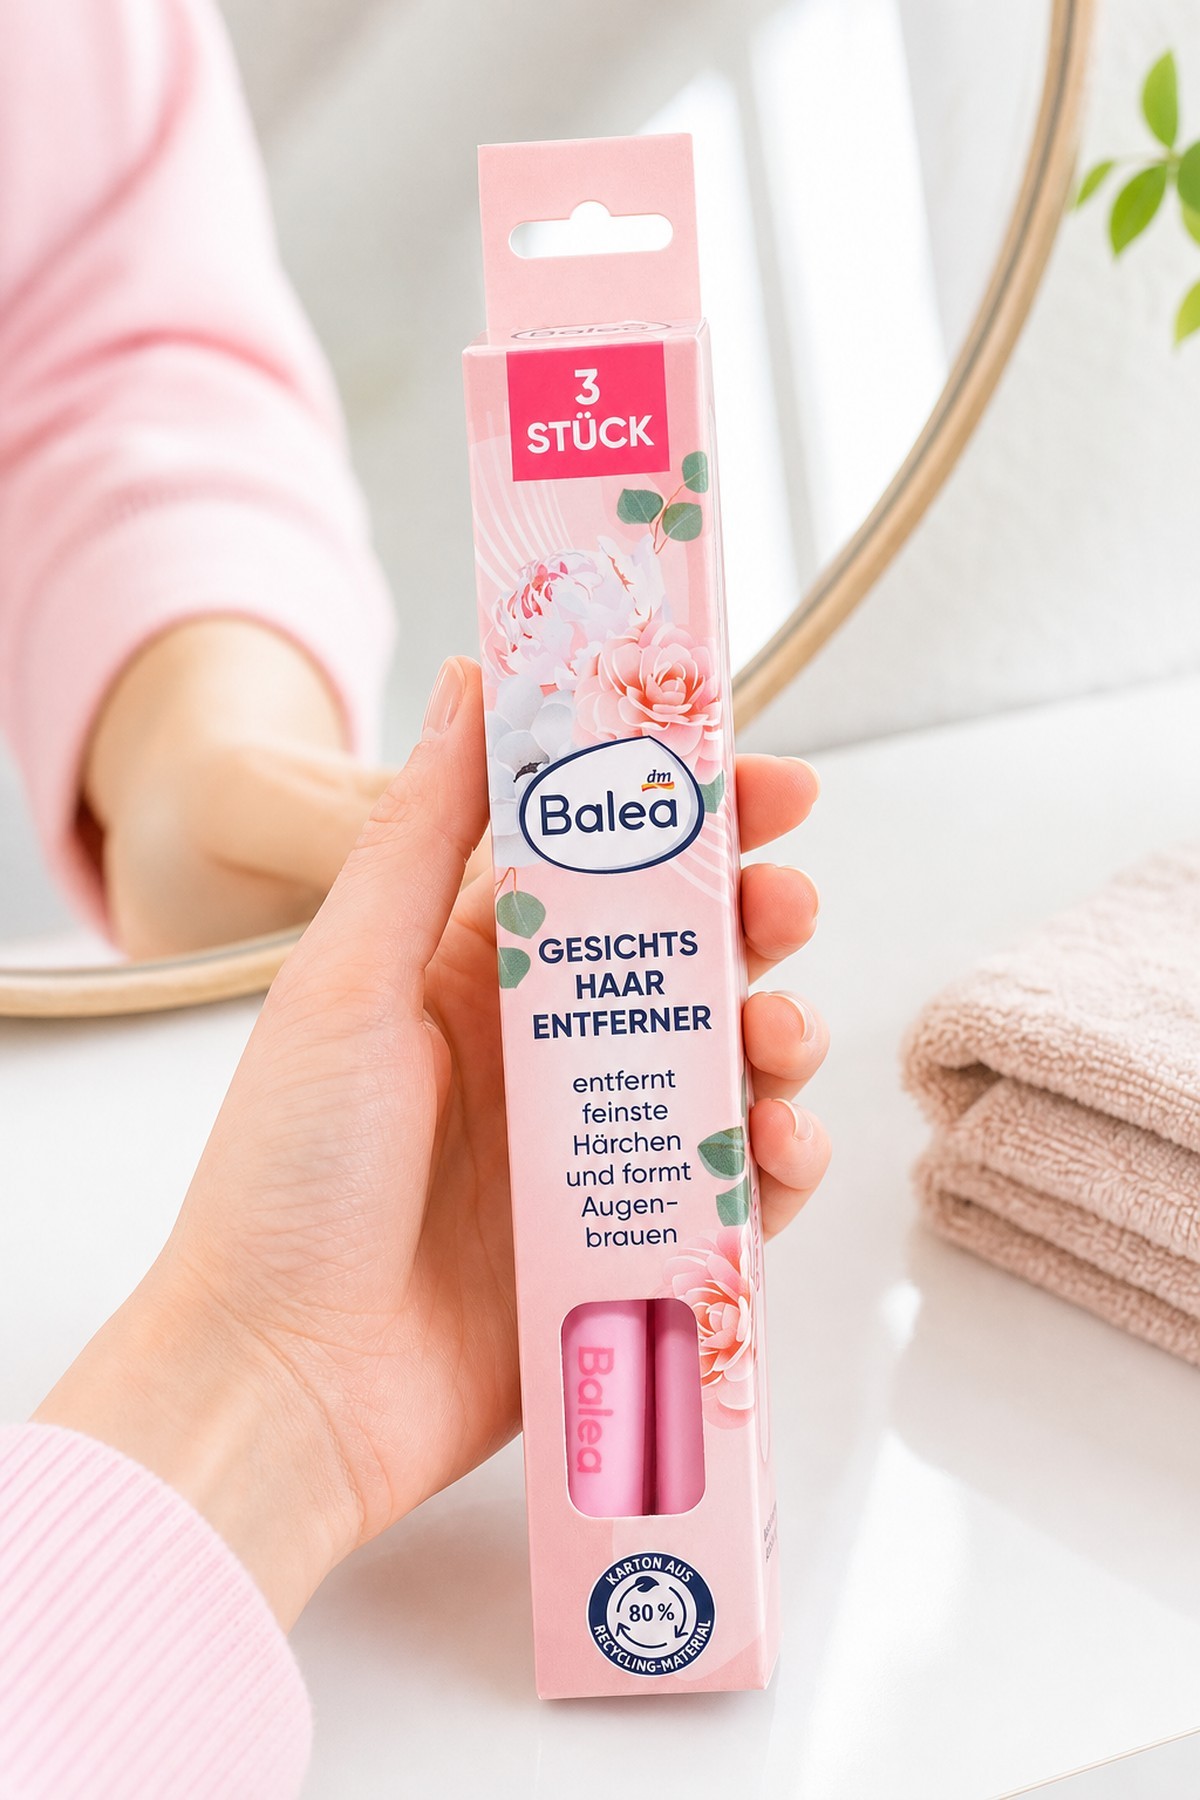 Balea
3
STÜCK
dm
Balea
GESICHTS
HAAR
ENTFERNER
entfernt
feinste
Härchen
und formt
Augen-
brauen
Balea
KARTON AUS
80 %
RECYCLING-MATERIAL